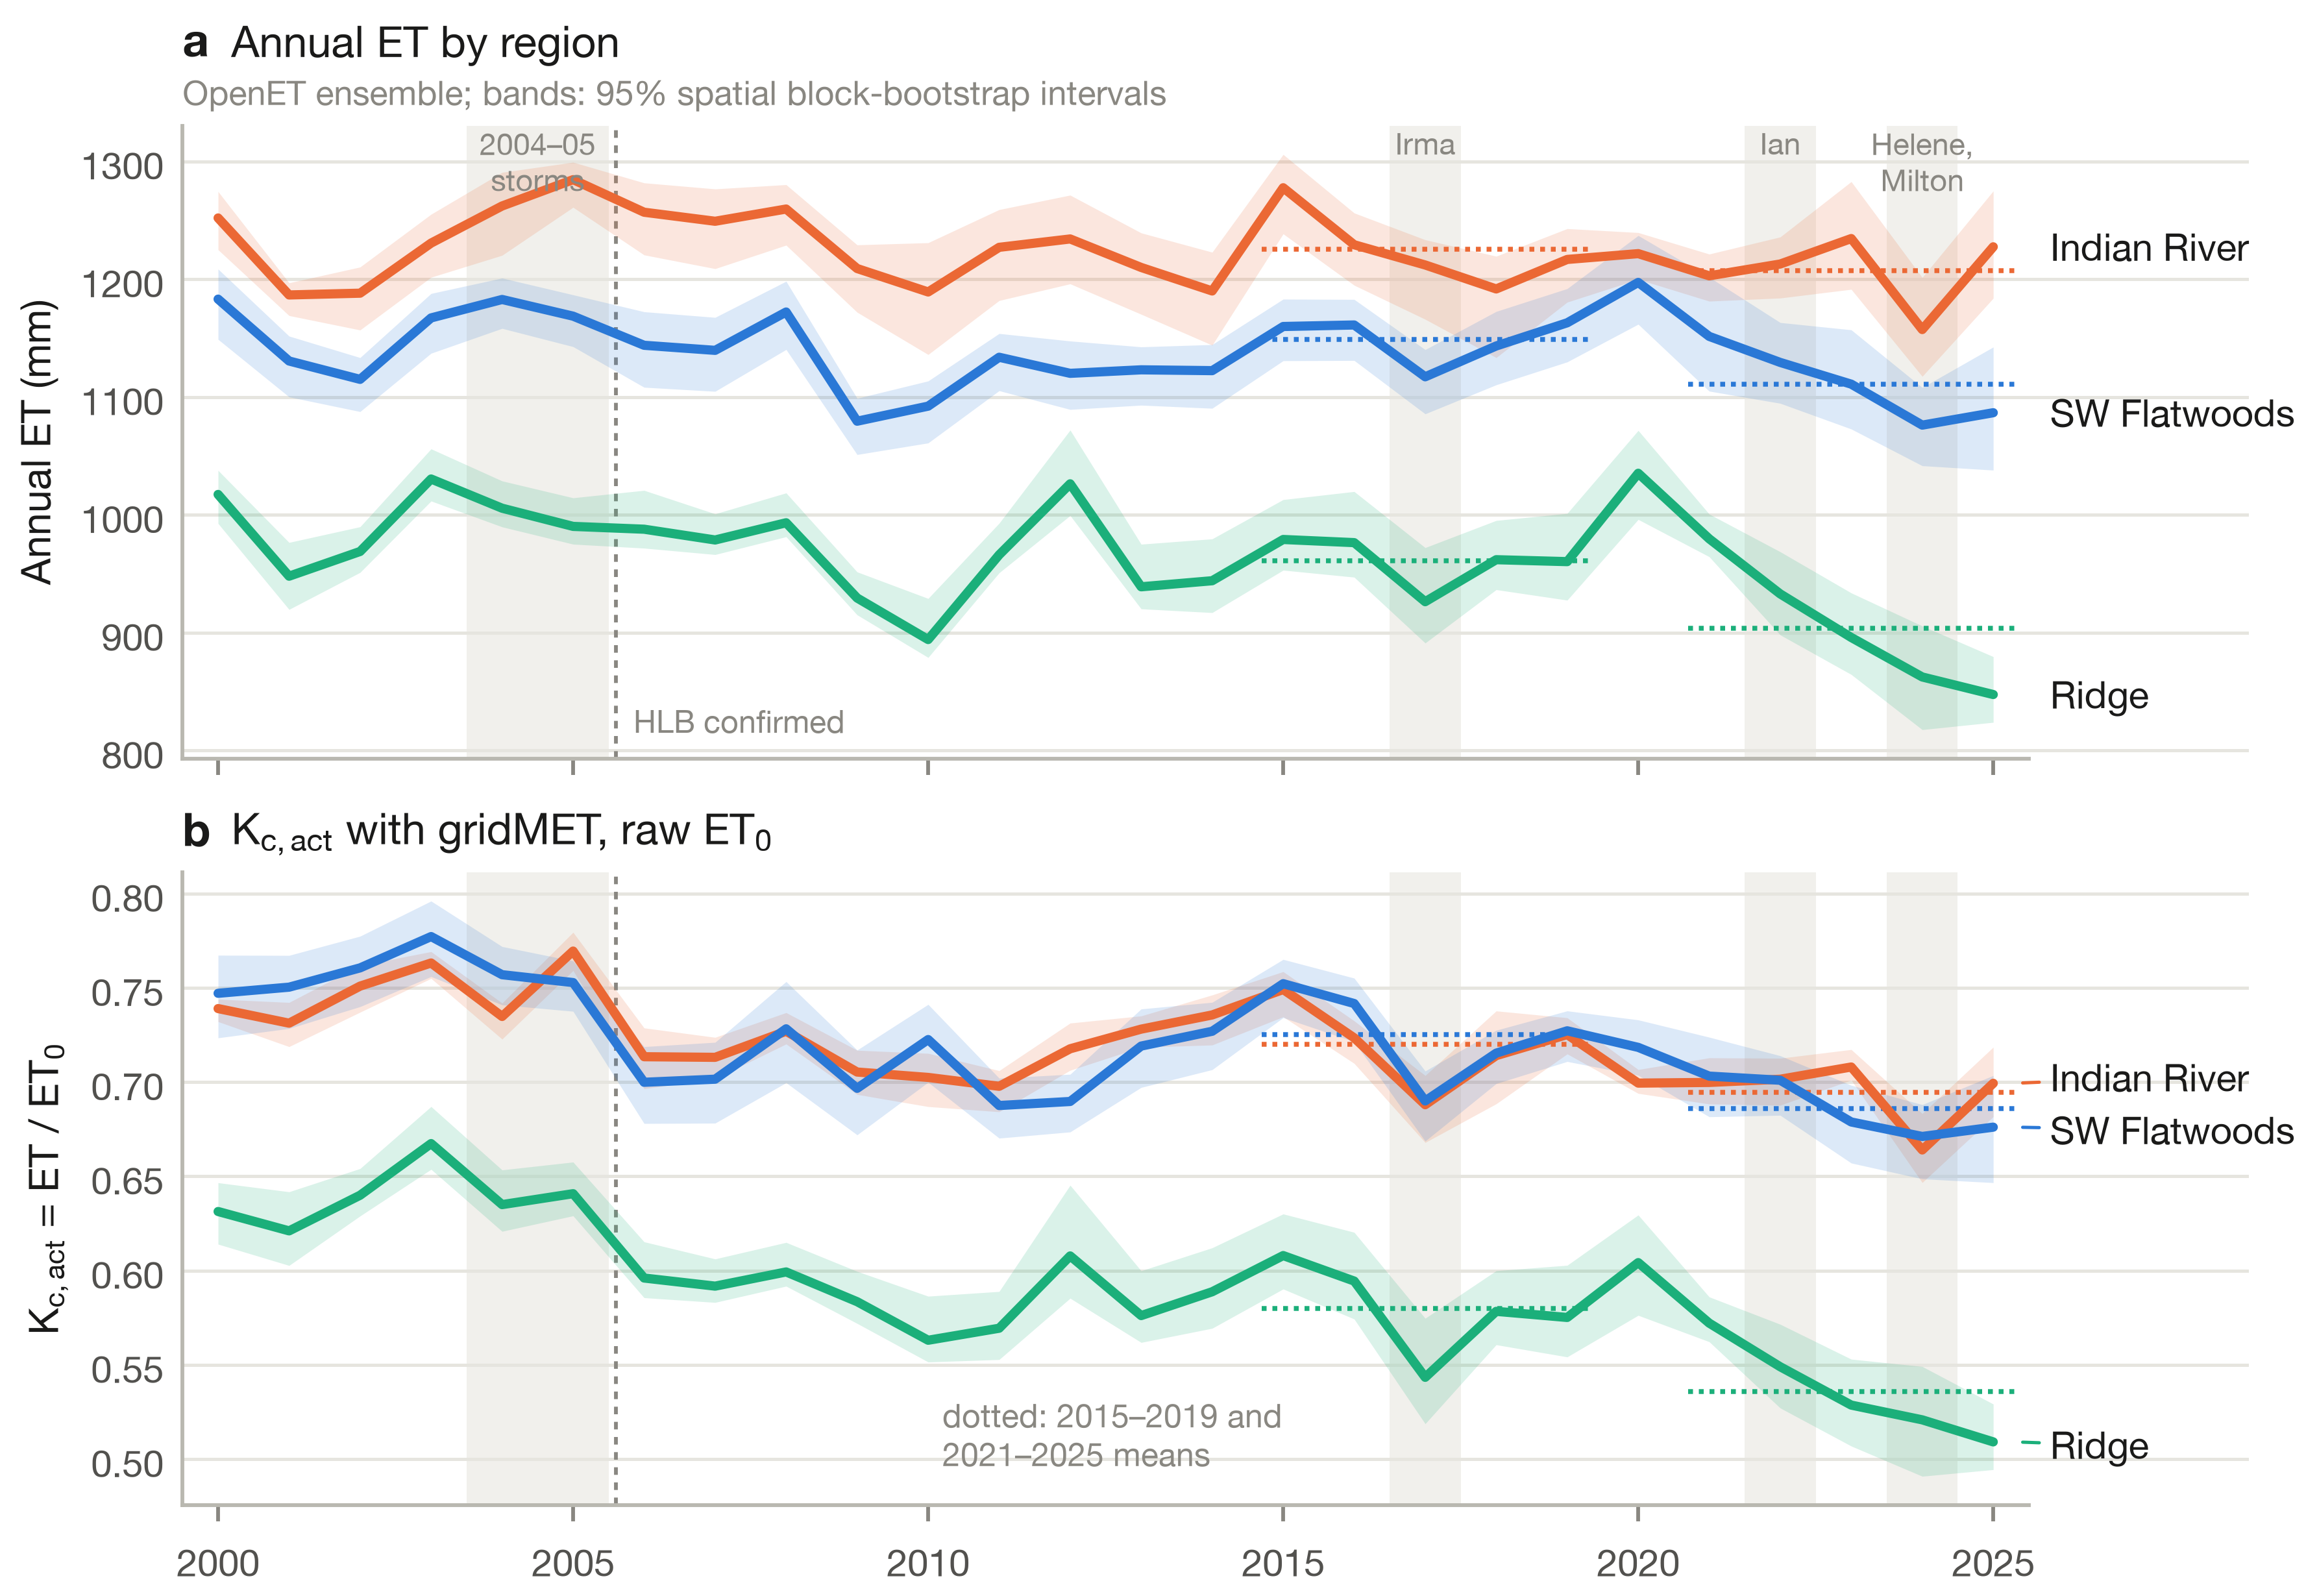 a Annual ET by region
OpenET ensemble; bands: 95% spatial block-bootstrap intervals
2004–05
storms
Irma
Ian
Helene,
Milton
1300
1200
1100
1000
900
800
Annual ET (mm)
Indian River
SW Flatwoods
Ridge
HLB confirmed
b Kc, act with gridMET, raw ET0
0.80
0.75
0.70
0.65
0.60
0.55
0.50
Kc, act = ET / ET0
Indian River
SW Flatwoods
Ridge
dotted: 2015–2019 and
2021–2025 means
2000 2005 2010 2015 2020 2025